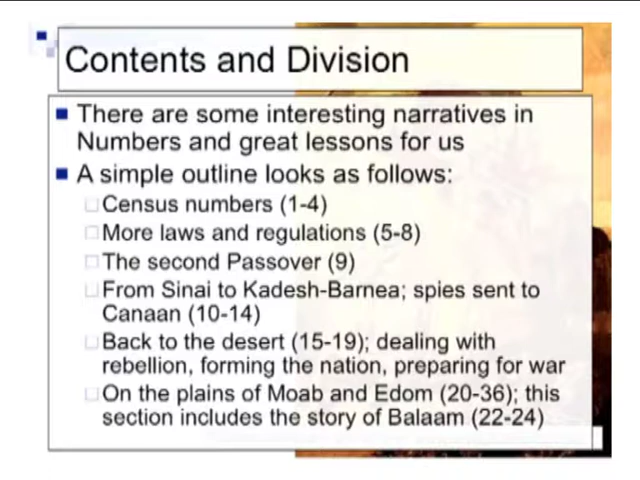 Contents and Division
There are some interesting narratives in
Numbers and great lessons for us
A simple outline looks as follows:
Census numbers (1-4)
More laws and regulations (5-8)
The second Passover (9)
From Sinai to Kadesh-Barnea; spies sent to
Canaan (10-14)
Back to the desert (15-19); dealing with
rebellion, forming the nation, preparing for war
On the plains of Moab and Edom (20-36); this
section includes the story of Balaam (22-24)